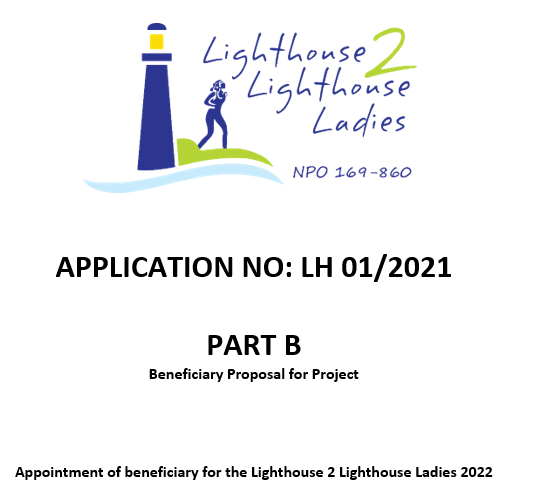 Lighthouse 2
Lighthouse
Ladies
NPO 169-860
APPLICATION NO: LH 01/2021
PART B
Beneficiary Proposal for Project
Appointment of beneficiary for the Lighthouse 2 Lighthouse Ladies 2022